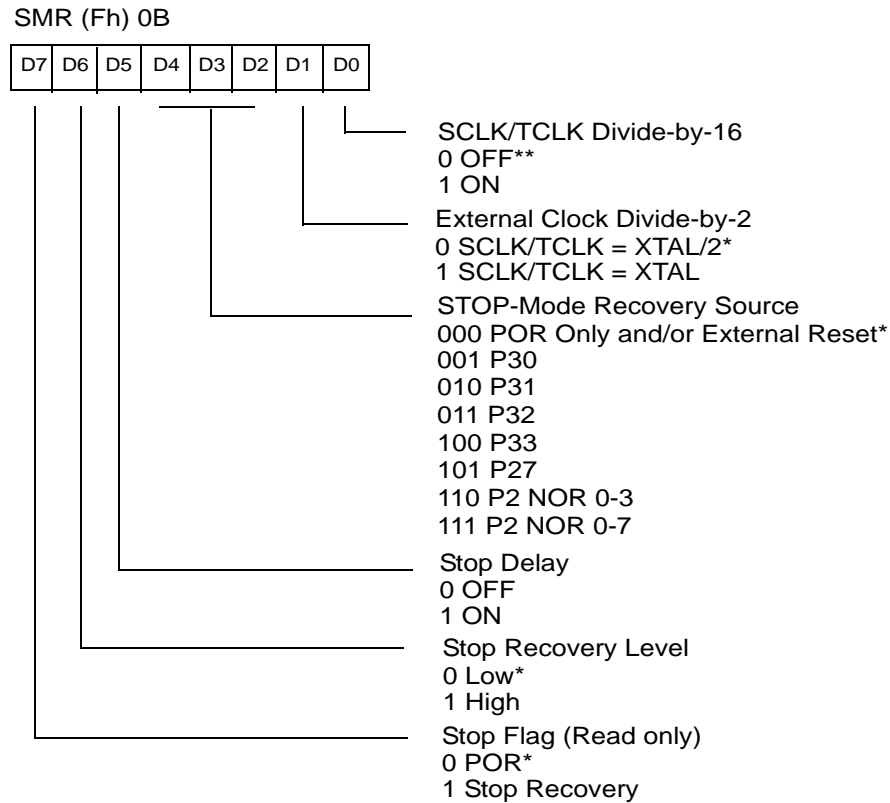 SMR (Fh) 0B
D7 D6 D5 D4 D3 D2 D1 D0
SCLK/TCLK Divide-by-16
0 OFF**
1 ON
External Clock Divide-by-2
0 SCLK/TCLK = XTAL/2*
1 SCLK/TCLK = XTAL
STOP-Mode Recovery Source
000 POR Only and/or External Reset*
001 P30
010 P31
011 P32
100 P33
101 P27
110 P2 NOR 0-3
111 P2 NOR 0-7
Stop Delay
0 OFF
1 ON
Stop Recovery Level
0 Low*
1 High
Stop Flag (Read only)
0 POR*
1 Stop Recovery